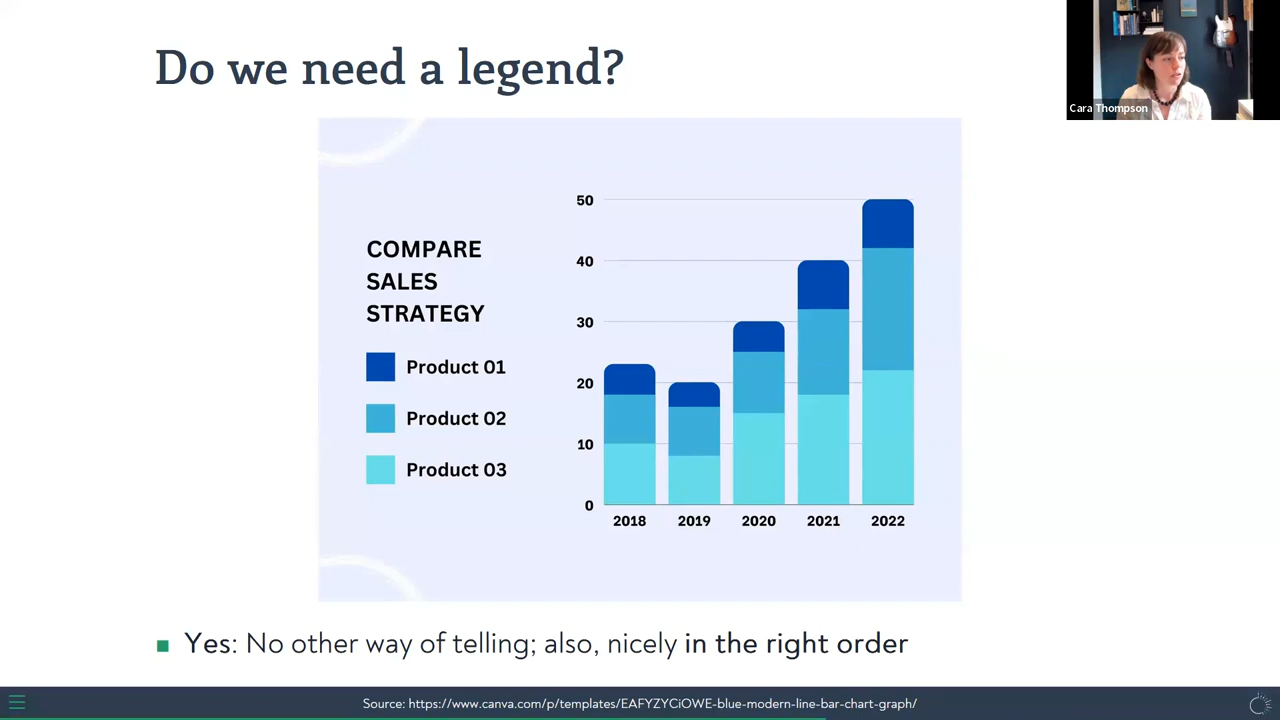 Do we need a legend?
Cara Thompson
COMPARE
SALES
STRATEGY
Product 01
Product 02
Product 03
50
40
30
20
10
0
2018 2019 2020 2021 2022
Yes: No other way of telling; also, nicely in the right order
Source: https://www.canva.com/p/templates/EAFYZYCiOWE-blue-modern-line-bar-chart-graph/